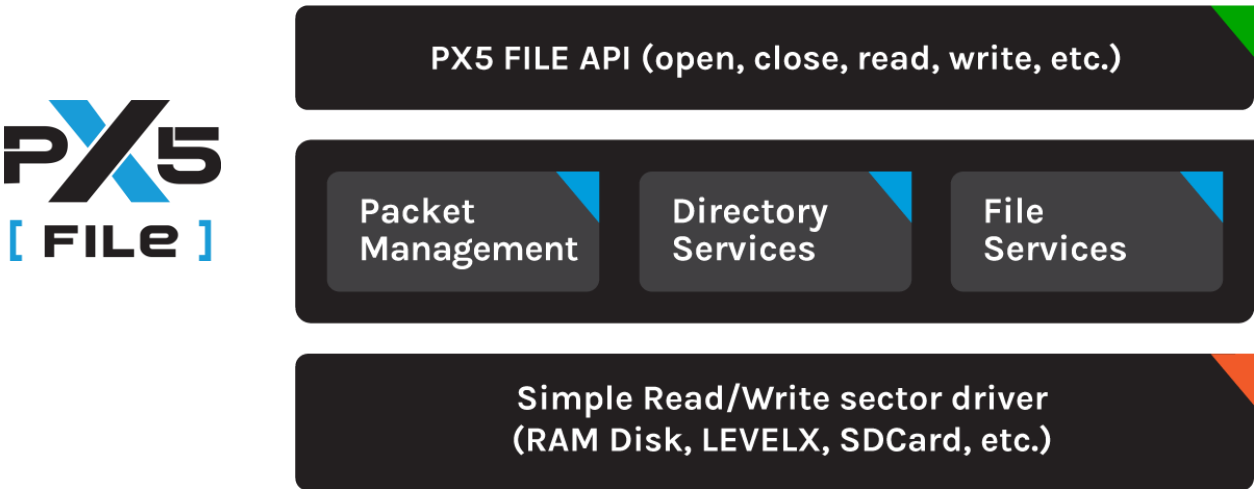 PX5
[ FILE ]
PX5 FILE API (open, close, read, write, etc.)
Packet
Management
Directory
Services
File
Services
Simple Read/Write sector driver
(RAM Disk, LEVELX, SDCard, etc.)